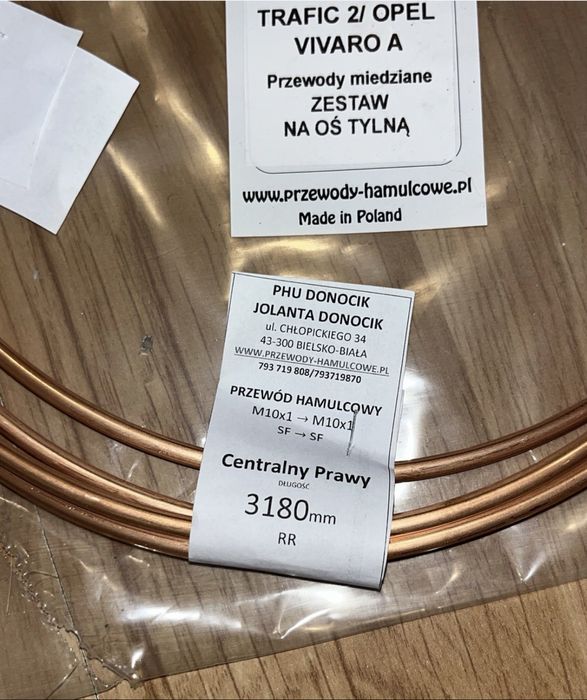 TRAFIC 2/ OPEL
VIVARO A
Przewody miedziane
ZESTAW
NA OŚ TYLNĄ
www.przewody-hamulcowe.pl
Made in Poland
PHU DONOCIK
JOLANTA DONOCIK
ul. CHŁOPICKIEGO 34
43-300 BIELSKO-BIAŁA
WWW.PRZEWODY-HAMULCOWE.PL
793 719 808/793719870
PRZEWÓD HAMULCOWY
M10x1 → M10x1
SF → SF
Centralny Prawy
DŁUGOŚĆ
3180mm
RR